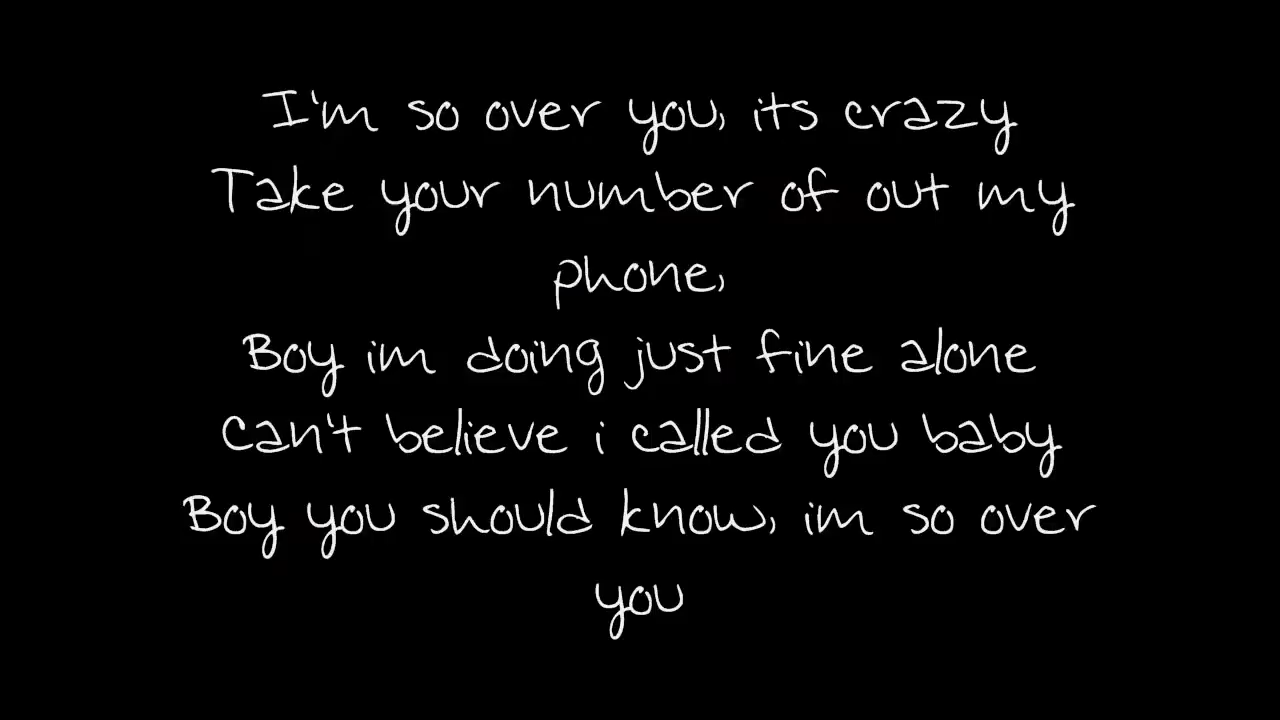 I'm so over you, its crazy
Take your number of out my
phone,
Boy im doing just fine alone
Can't believe i called you baby
Boy you should know, im so over
you